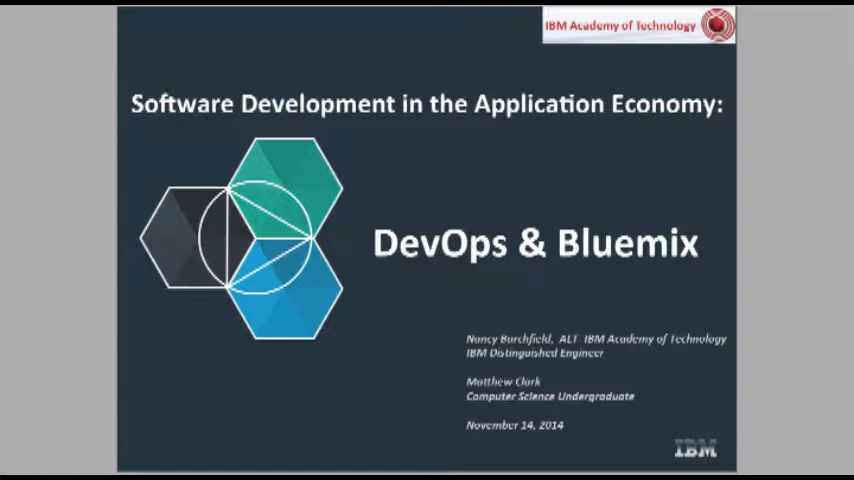 IBM Academy of Technology
Software Development in the Application Economy:
DevOps & Bluemix
Nancy Burchfield, ALT IBM Academy of Technology
IBM Distinguished Engineer
Matthew Clark
Computer Science Undergraduate
November 14, 2014
IBM